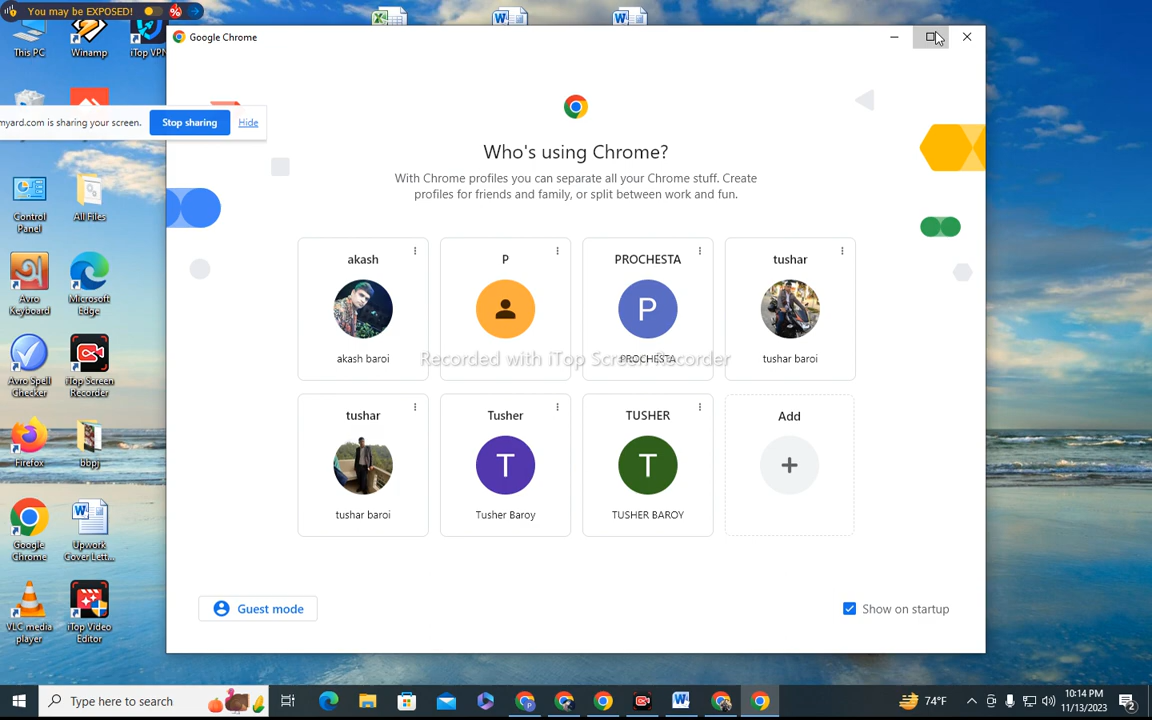 You may be EXPOSED!
This PC
Winamp
iTop VPN
Google Chrome
myard.com is sharing your screen.
Stop sharing
Hide
Who's using Chrome?
With Chrome profiles you can separate all your Chrome stuff. Create
profiles for friends and family, or split between work and fun.
Control
Panel
All Files
akash
P
PROCHESTA
tushar
P
akash baroi
PROCHESTA
tushar baroi
Recorded with iTop Screen Recorder
Avro
Keyboard
Microsoft
Edge
Avro Spell
Checker
iTop Screen
Recorder
tushar
Tusher
TUSHER
Add
T
T
tushar baroi
Tusher Baroy
TUSHER BAROY
Firefox
bbpj
Google
Chrome
Upwork
Cover Lett...
VLC media
player
iTop Video
Editor
Guest mode
Show on startup
Type here to search
74°F
10:14 PM
11/13/2023
2